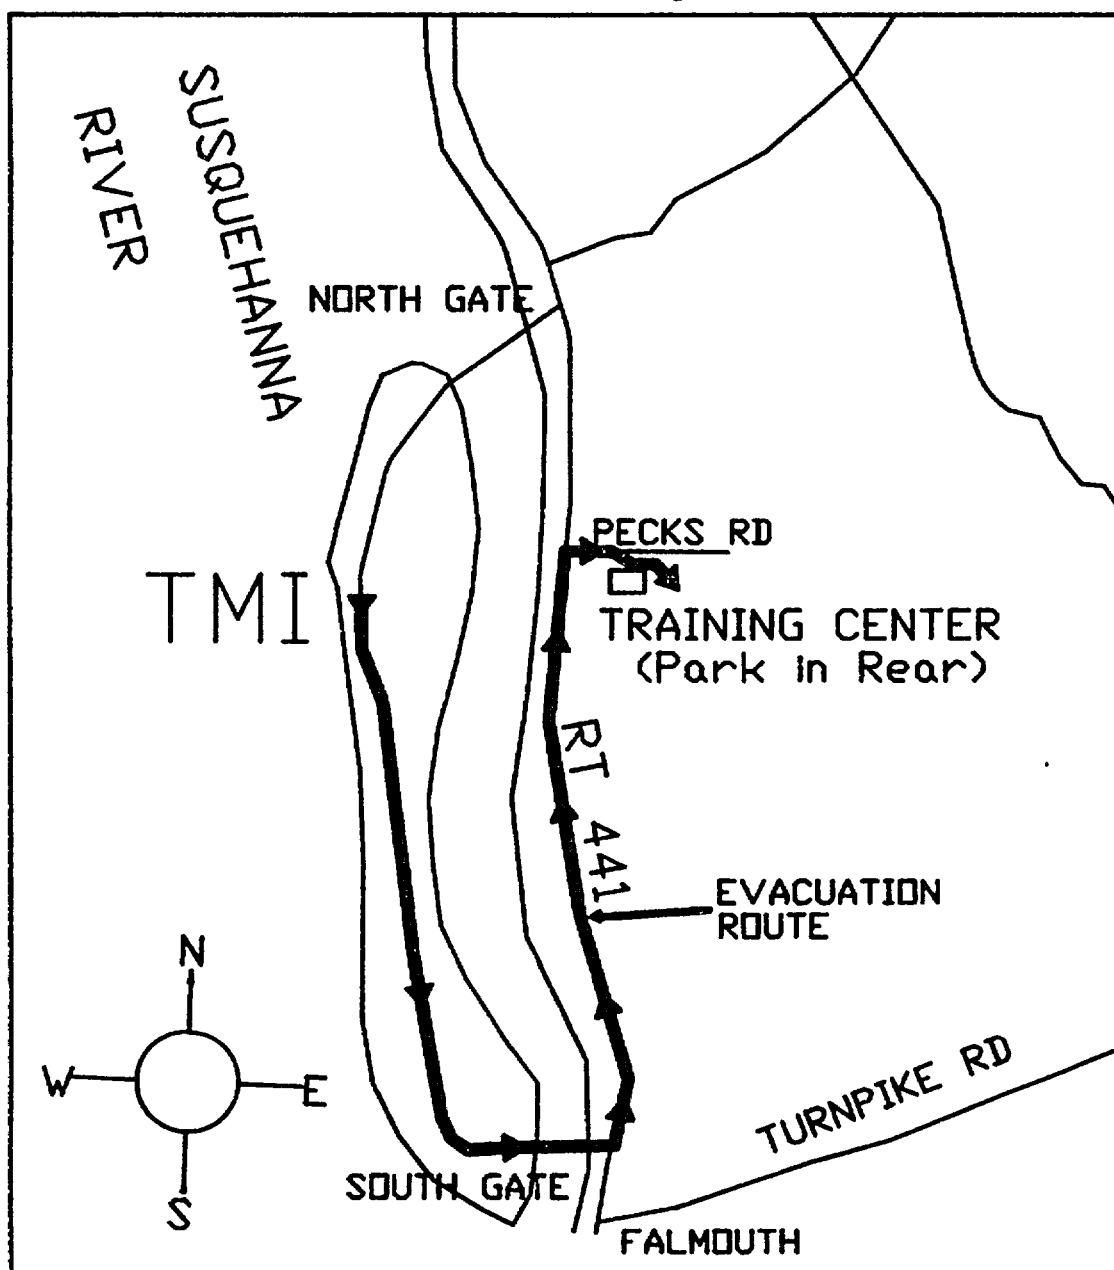 SUSQUEHANNA
RIVER
NORTH GATE
PECKS RD
TMI
TRAINING CENTER
(Park in Rear)
RT 441
EVACUATION
ROUTE
N
W
E
S
TURNPIKE RD
SOUTH GATE
FALMOUTH